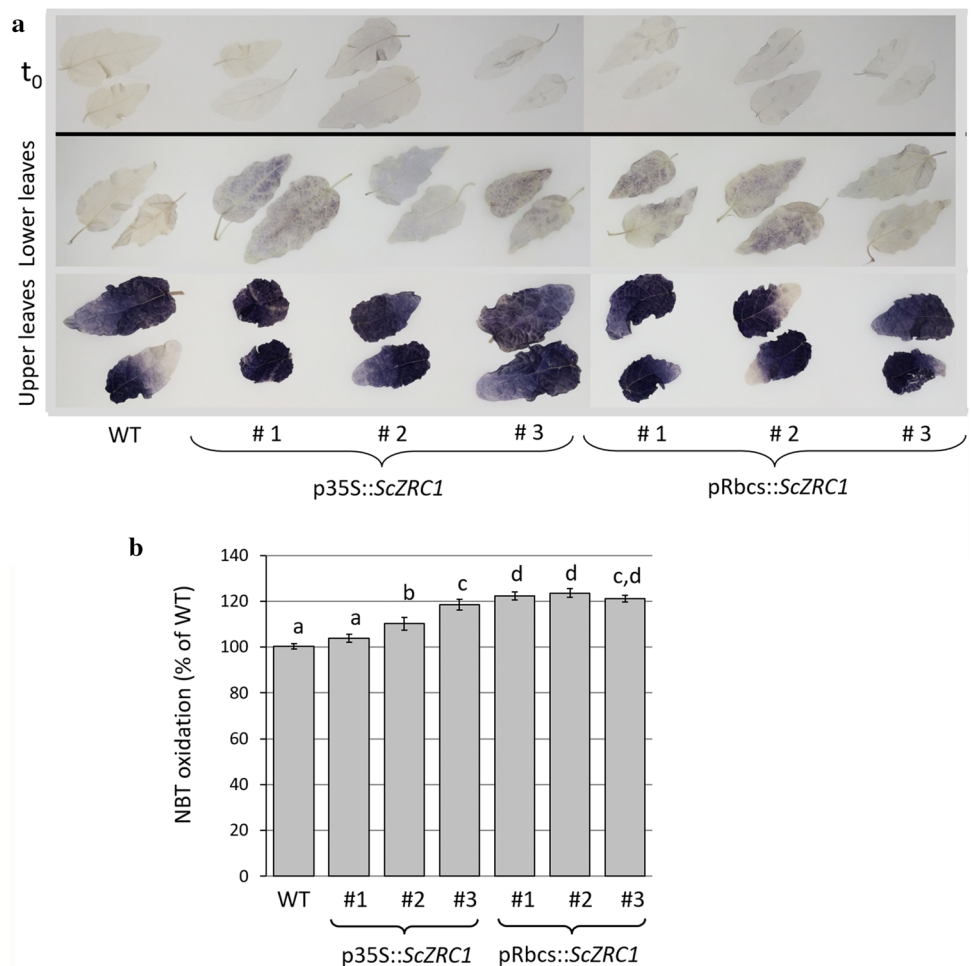 a
t0
Lower leaves
Upper leaves
WT
# 1
# 2
# 3
# 1
# 2
# 3
p35S::ScZRC1
pRbcs::ScZRC1
b
NBT oxidation (% of WT)
140
120
100
80
60
40
20
0
a
a
b
c
d
d
c,d
WT
#1
#2
#3
#1
#2
#3
p35S::ScZRC1
pRbcs::ScZRC1